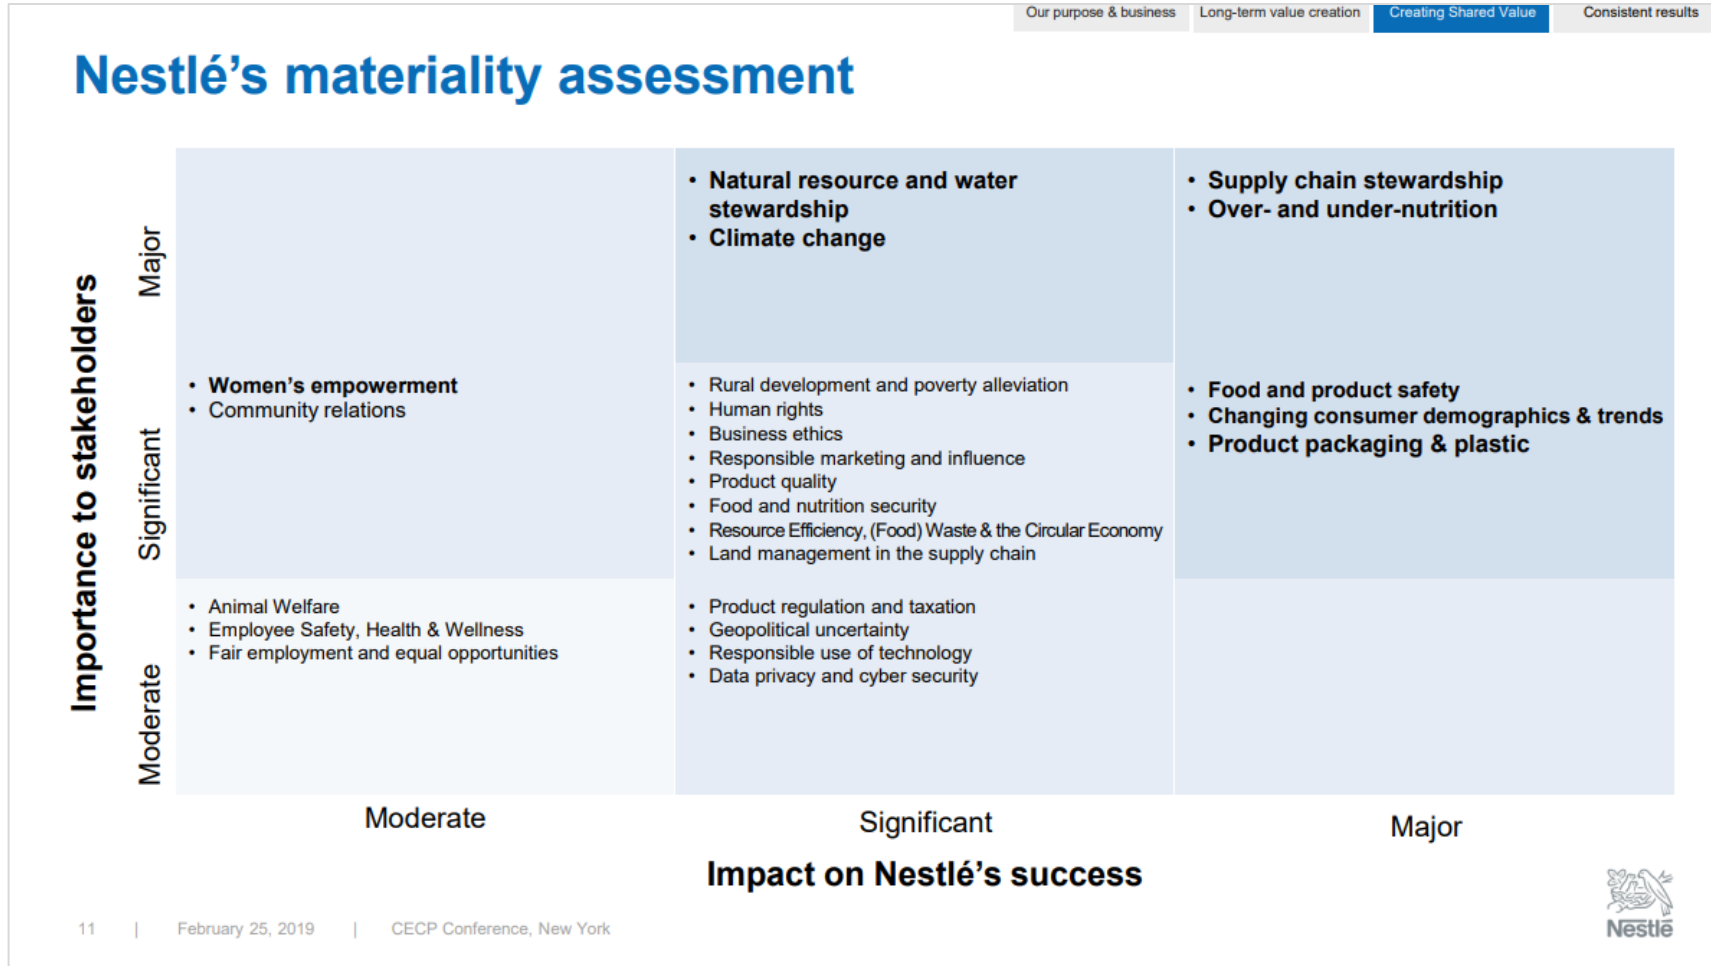 Our purpose & business
Long-term value creation
Creating Shared Value
Consistent results
Nestlé’s materiality assessment
Importance to stakeholders
Major
• Natural resource and water
stewardship
• Climate change
• Supply chain stewardship
• Over- and under-nutrition
Significant
• Women’s empowerment
• Community relations
• Rural development and poverty alleviation
• Human rights
• Business ethics
• Responsible marketing and influence
• Product quality
• Food and nutrition security
• Resource Efficiency, (Food) Waste & the Circular Economy
• Land management in the supply chain
• Food and product safety
• Changing consumer demographics & trends
• Product packaging & plastic
Moderate
• Animal Welfare
• Employee Safety, Health & Wellness
• Fair employment and equal opportunities
• Product regulation and taxation
• Geopolitical uncertainty
• Responsible use of technology
• Data privacy and cyber security
Moderate
Significant
Major
Impact on Nestlé’s success
11 | February 25, 2019 | CECP Conference, New York
Nestlé